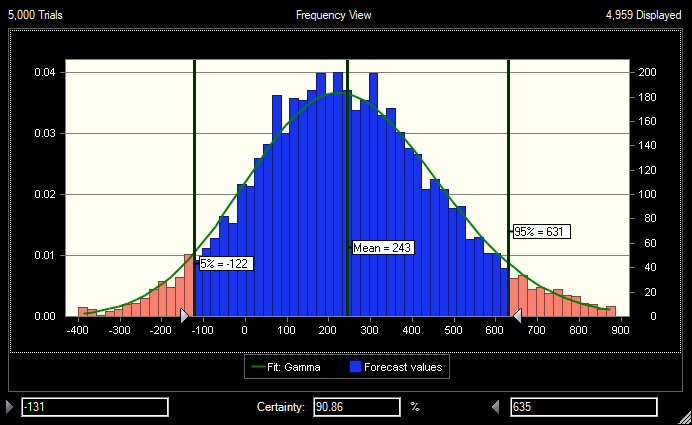 5,000 Trials Frequency View 4,959 Displayed
0.04 200
180
160
0.03
140
120
0.02 100
80
95% = 631
Mean = 243
0.01 60
5% = -122
40
20
0.00 0
-400 -300 -200 -100 0 100 200 300 400 500 600 700 800 900
Fit: Gamma Forecast values
-131 Certainty: 90.86 % 635